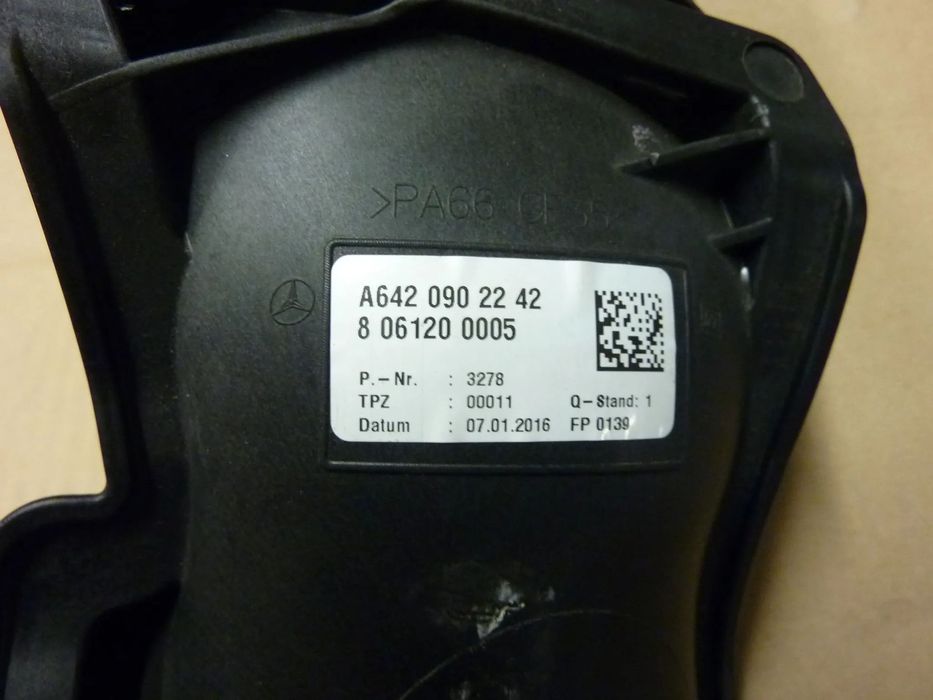 >PA66
A642 090 22 42
8 06120 0005
P.-Nr. : 3278
TPZ : 00011 Q-Stand: 1
Datum : 07.01.2016 FP 0139